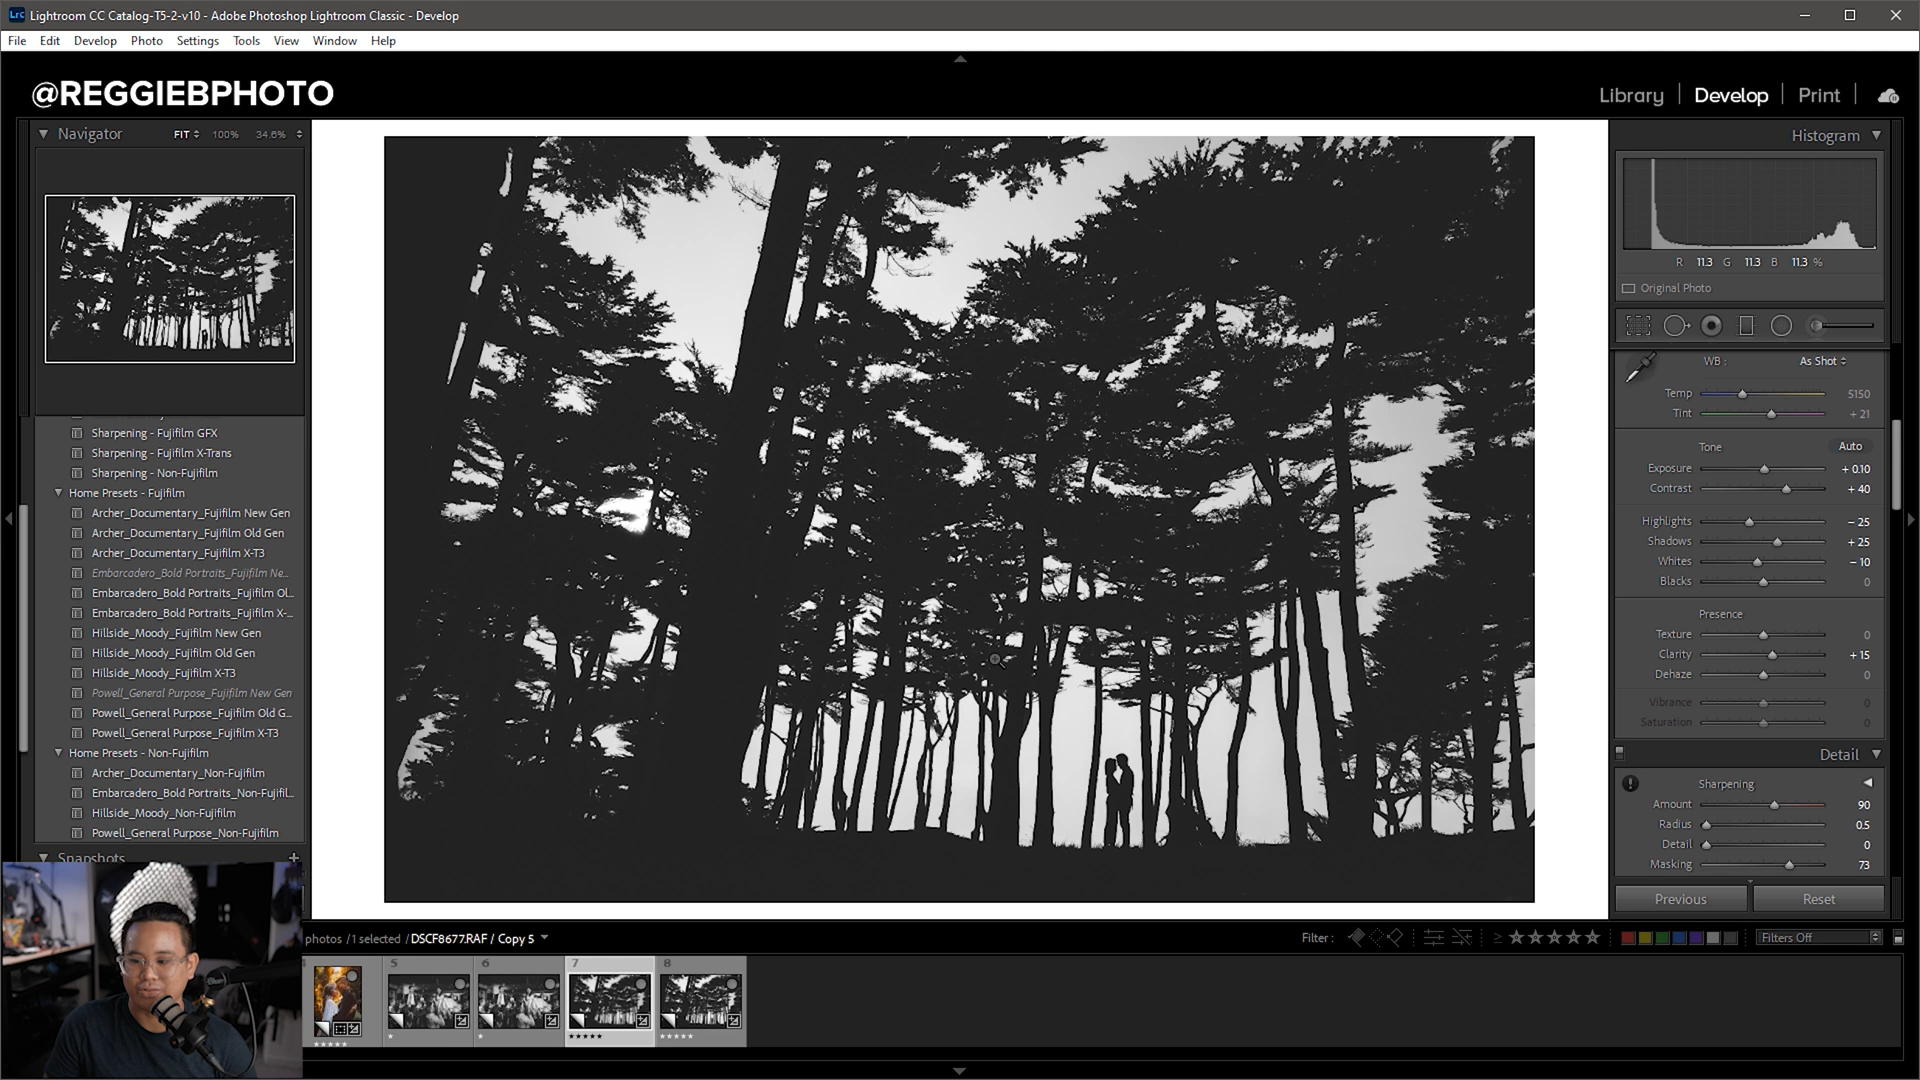 Lightroom CC Catalog-T5-2-v10 - Adobe Photoshop Lightroom Classic - Develop
File Edit Develop Photo Settings Tools View Window Help
@REGGIEBPHOTO
Library Develop Print
Navigator FIT 100% 34.6%
Sharpening - Fujifilm GFX
Sharpening - Fujifilm X-Trans
Sharpening - Non-Fujifilm
Home Presets - Fujifilm
Archer_Documentary_Fujifilm New Gen
Archer_Documentary_Fujifilm Old Gen
Archer_Documentary_Fujifilm X-T3
Embarcadero_Bold Portraits_Fujifilm Ne...
Embarcadero_Bold Portraits_Fujifilm Ol...
Embarcadero_Bold Portraits_Fujifilm X-...
Hillside_Moody_Fujifilm New Gen
Hillside_Moody_Fujifilm Old Gen
Hillside_Moody_Fujifilm X-T3
Powell_General Purpose_Fujifilm New Gen
Powell_General Purpose_Fujifilm Old G...
Powell_General Purpose_Fujifilm X-T3
Home Presets - Non-Fujifilm
Archer_Documentary_Non-Fujifilm
Embarcadero_Bold Portraits_Non-Fujifil...
Hillside_Moody_Non-Fujifilm
Powell_General Purpose_Non-Fujifilm
Snapshots +
Histogram
R 11.3 G 11.3 B 11.3 %
Original Photo
WB : As Shot
Temp 5150
Tint + 21
Tone Auto
Exposure + 0.10
Contrast + 40
Highlights - 25
Shadows + 25
Whites - 10
Blacks 0
Presence
Texture 0
Clarity + 15
Dehaze 0
Vibrance 0
Saturation 0
Detail
Sharpening
Amount 90
Radius 0.5
Detail 0
Masking 73
Previous Reset
photos / 1 selected / DSCF8677.RAF / Copy 5
Filter : ≥ Filters Off
5 6 7 8